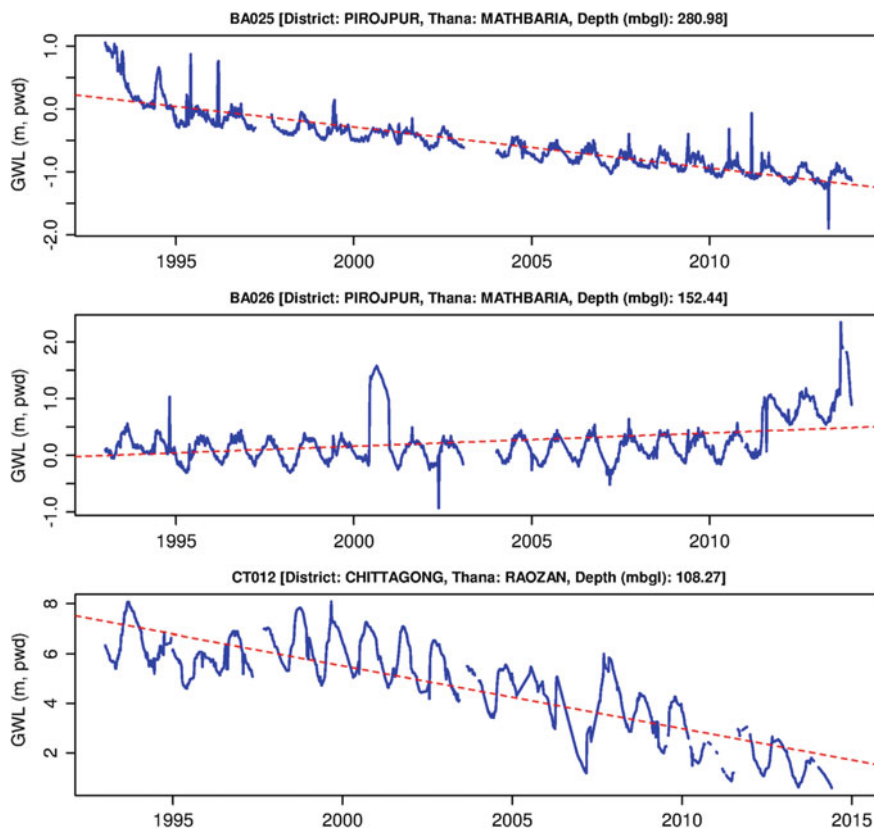 BA025 [District: PIROJPUR, Thana: MATHBARIA, Depth (mbgl): 280.98]
GWL (m, pwd)
1.0
0.0
-1.0
-2.0
1995 2000 2005 2010
BA026 [District: PIROJPUR, Thana: MATHBARIA, Depth (mbgl): 152.44]
GWL (m, pwd)
2.0
1.0
0.0
-1.0
1995 2000 2005 2010
CT012 [District: CHITTAGONG, Thana: RAOZAN, Depth (mbgl): 108.27]
GWL (m, pwd)
8
6
4
2
1995 2000 2005 2010 2015